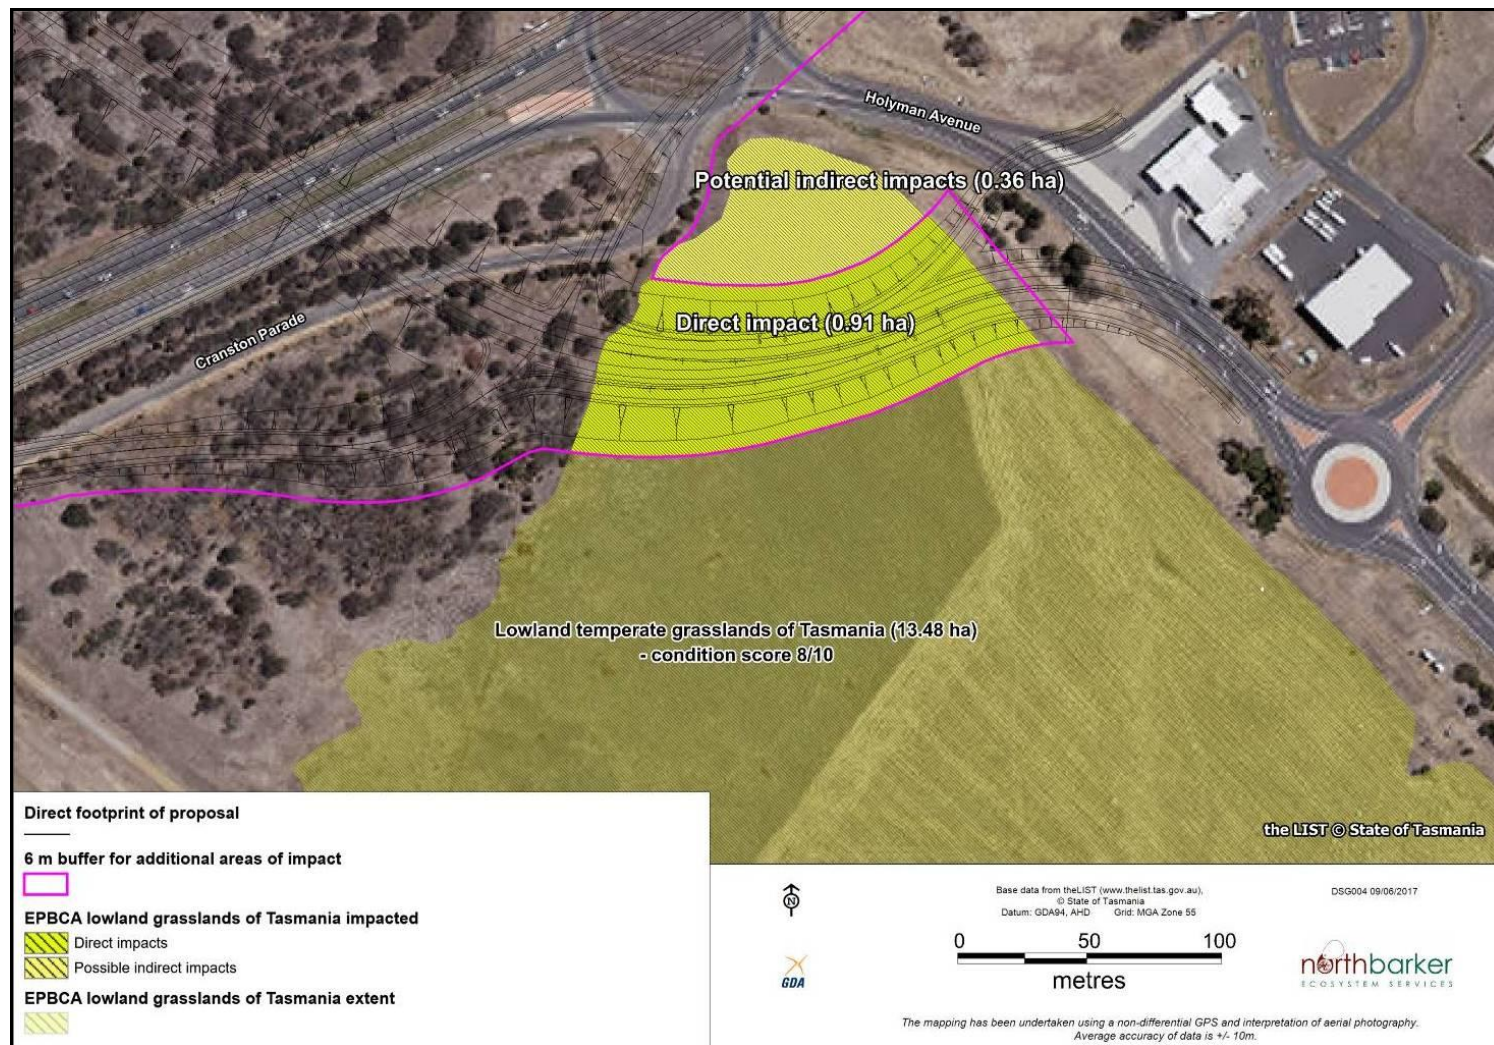 Holyman Avenue
Potential indirect impacts (0.36 ha)
Direct impact (0.91 ha)
Cranston Parade
Lowland temperate grasslands of Tasmania (13.48 ha)
- condition score 8/10
the LIST © State of Tasmania
Direct footprint of proposal
6 m buffer for additional areas of impact
EPBCA lowland grasslands of Tasmania impacted
Direct impacts
Possible indirect impacts
EPBCA lowland grasslands of Tasmania extent
N
GDA
Base data from theLIST (www.thelist.tas.gov.au),
© State of Tasmania
Datum: GDA94, AHD Grid: MGA Zone 55
0 50 100
metres
DSG004 09/06/2017
northbarker
ECOSYSTEM SERVICES
The mapping has been undertaken using a non-differential GPS and interpretation of aerial photography.
Average accuracy of data is +/- 10m.